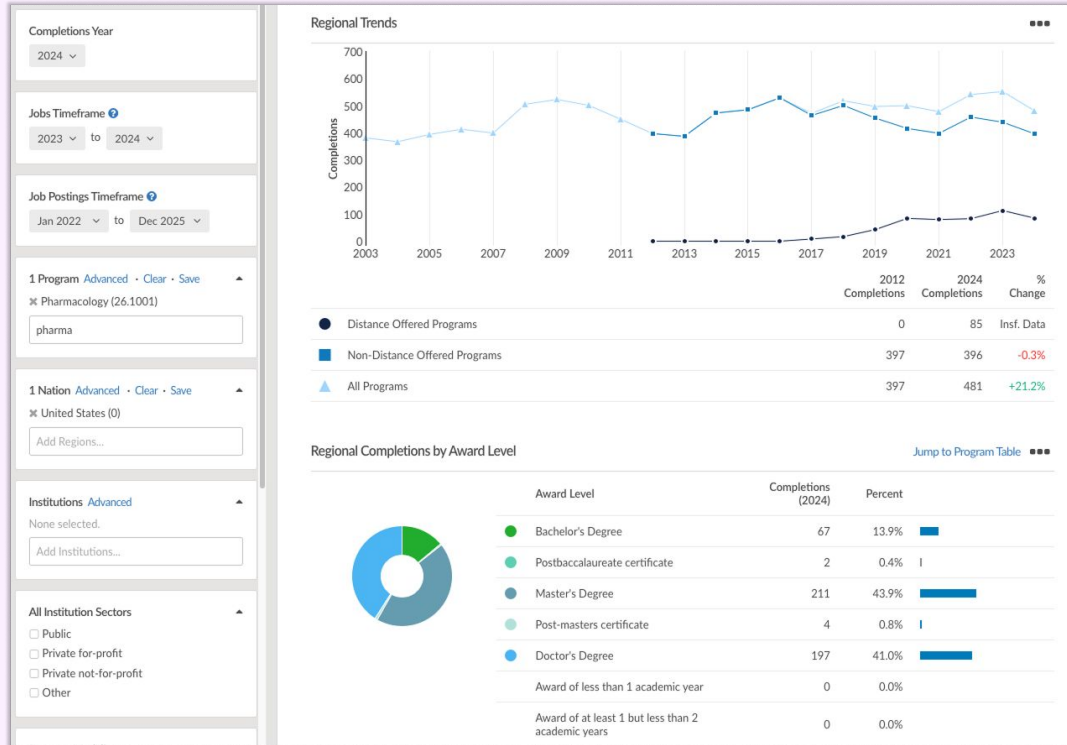 Completions Year
2024
Jobs Timeframe
2023 to 2024
Job Postings Timeframe
Jan 2022 to Dec 2025
1 Program Advanced · Clear · Save
✖ Pharmacology (26.1001)
pharma
1 Nation Advanced · Clear · Save
✖ United States (0)
Add Regions...
Institutions Advanced
None selected.
Add Institutions...
All Institution Sectors
Public
Private for-profit
Private not-for-profit
Other
Regional Trends
700
600
500
400
300
200
100
0
Completions
2003 2005 2007 2009 2011 2013 2015 2017 2019 2021 2023
2012 Completions 2024 Completions % Change
Distance Offered Programs 0 85 Insf. Data
Non-Distance Offered Programs 397 396 -0.3%
All Programs 397 481 +21.2%
Regional Completions by Award Level Jump to Program Table
Award Level Completions (2024) Percent
Bachelor's Degree 67 13.9%
Postbaccalaureate certificate 2 0.4%
Master's Degree 211 43.9%
Post-masters certificate 4 0.8%
Doctor's Degree 197 41.0%
Award of less than 1 academic year 0 0.0%
Award of at least 1 but less than 2
academic years 0 0.0%